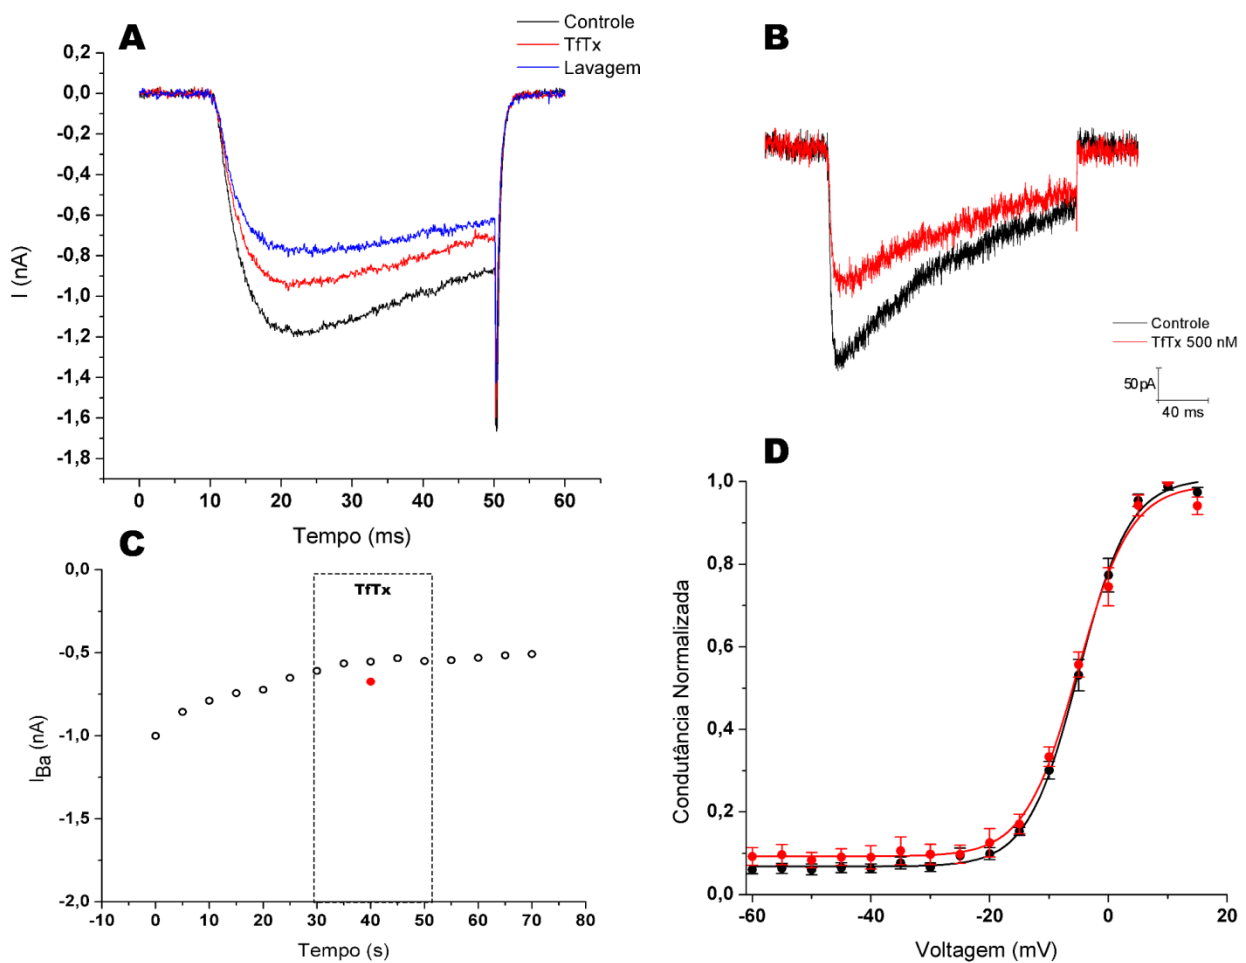 A
Controle
TfTx
Lavagem
0,2
0,0
-0,2
-0,4
-0,6
-0,8
-1,0
-1,2
-1,4
-1,6
-1,8
I (nA)
0 10 20 30 40 50 60
Tempo (ms)
B
Controle
TfTx 500 nM
50pA
40 ms
C
TfTx
0,0
-0,5
-1,0
-1,5
-2,0
IBa (nA)
-10 0 10 20 30 40 50 60 70 80
Tempo (s)
D
1,0
0,8
0,6
0,4
0,2
0,0
Condutância Normalizada
-60 -40 -20 0 20
Voltagem (mV)